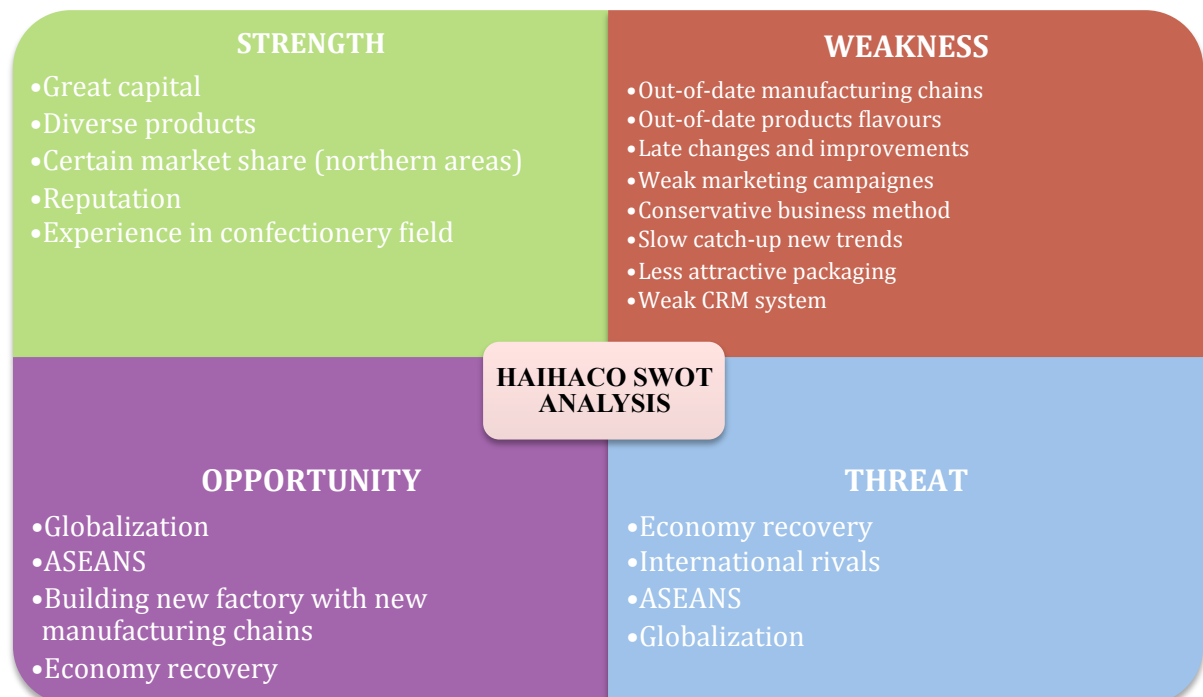 STRENGTH
•Great capital
•Diverse products
•Certain market share (northern areas)
•Reputation
•Experience in confectionery field
WEAKNESS
•Out-of-date manufacturing chains
•Out-of-date products flavours
•Late changes and improvements
•Weak marketing campaignes
•Conservative business method
•Slow catch-up new trends
•Less attractive packaging
•Weak CRM system
HAIHACO SWOT
ANALYSIS
OPPORTUNITY
•Globalization
•ASEANS
•Building new factory with new
manufacturing chains
•Economy recovery
THREAT
•Economy recovery
•International rivals
•ASEANS
•Globalization